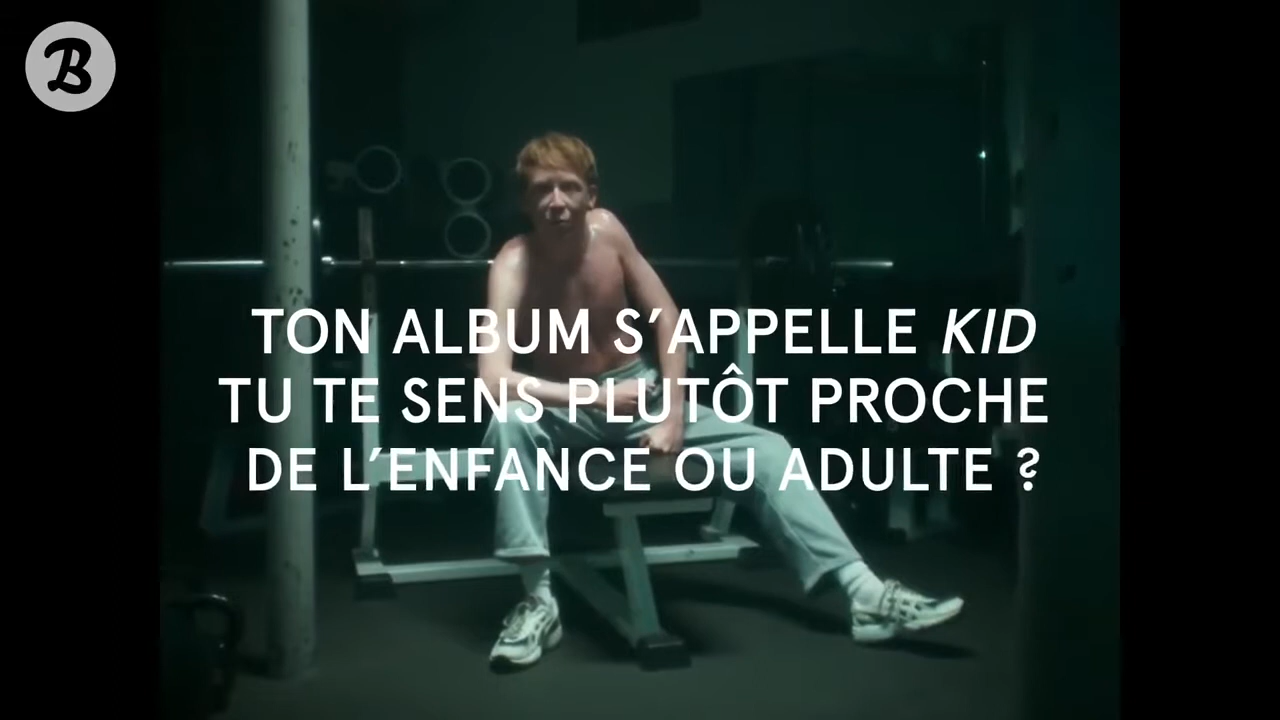 B
TON ALBUM S’APPELLE KID
TU TE SENS PLUTÔT PROCHE
DE L’ENFANCE OU ADULTE ?